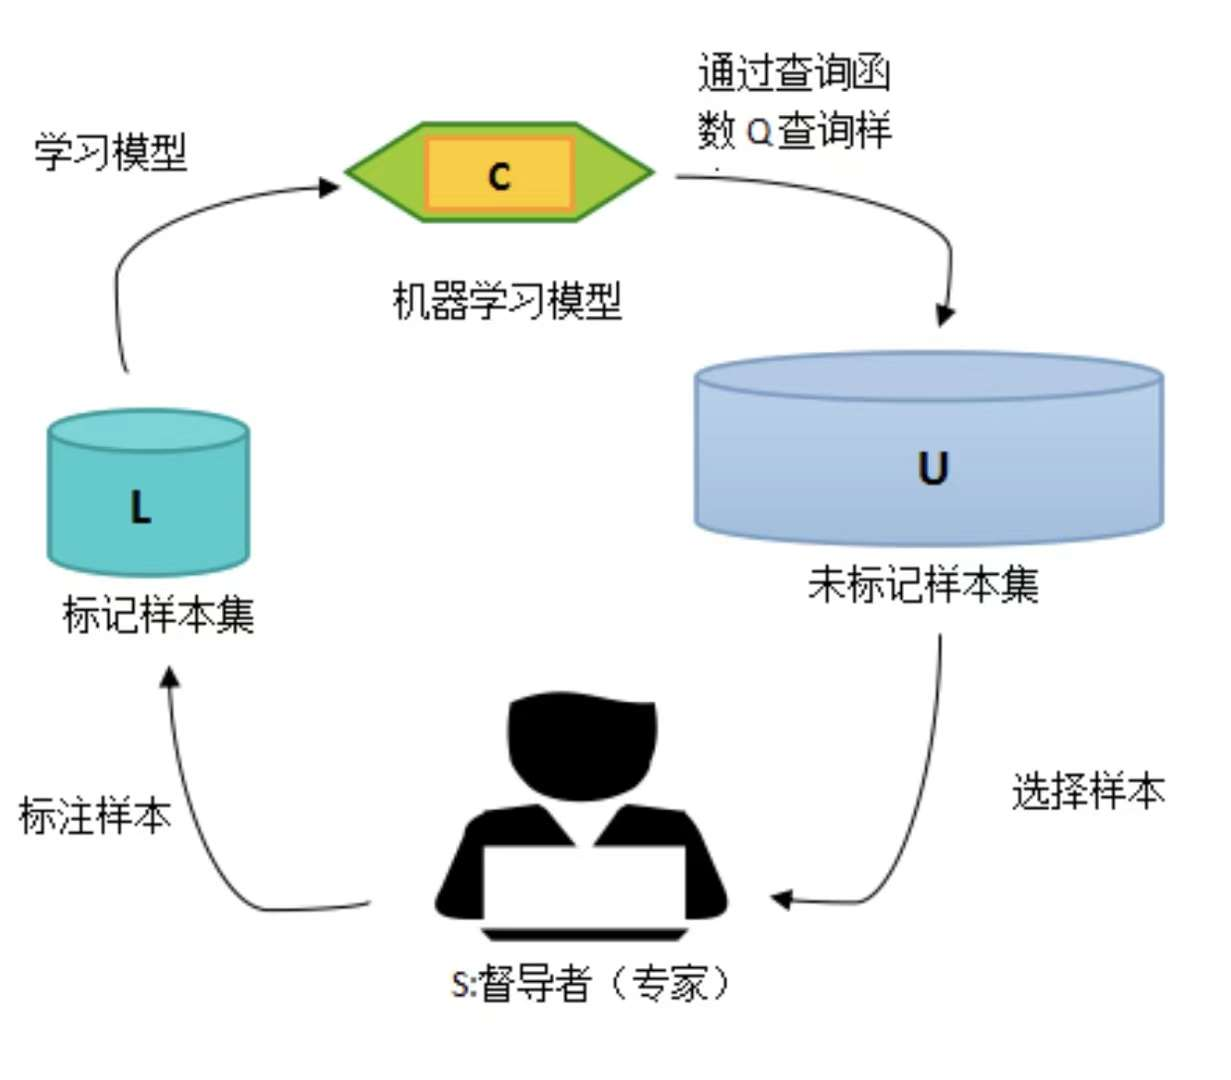 通过查询函
数 Q 查询样
学习模型
C
机器学习模型
L
U
标记样本集
未标记样本集
标注样本
选择样本
S:督导者（专家）